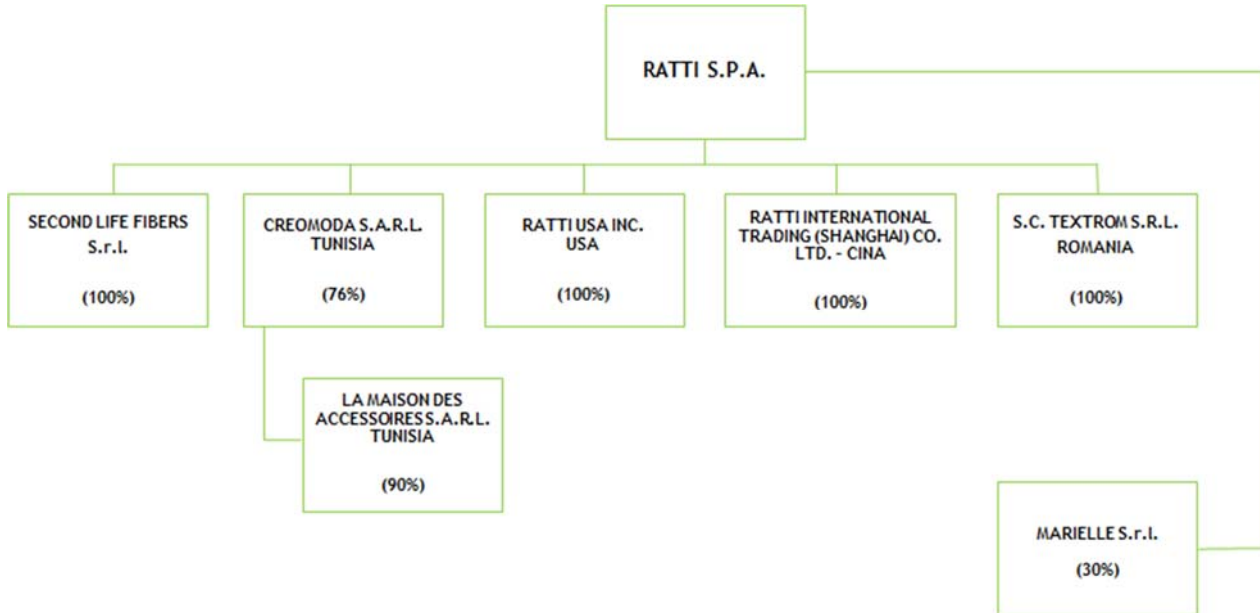 RATTI S.P.A.
SECOND LIFE FIBERS
S.r.l.
(100%)
CREOMODA S.A.R.L.
TUNISIA
(76%)
RATTI USA INC.
USA
(100%)
RATTI INTERNATIONAL
TRADING (SHANGHAI) CO.
LTD. - CINA
(100%)
S.C. TEXTROM S.R.L.
ROMANIA
(100%)
LA MAISON DES
ACCESSOIRES S.A.R.L.
TUNISIA
(90%)
MARIELLE S.r.l.
(30%)